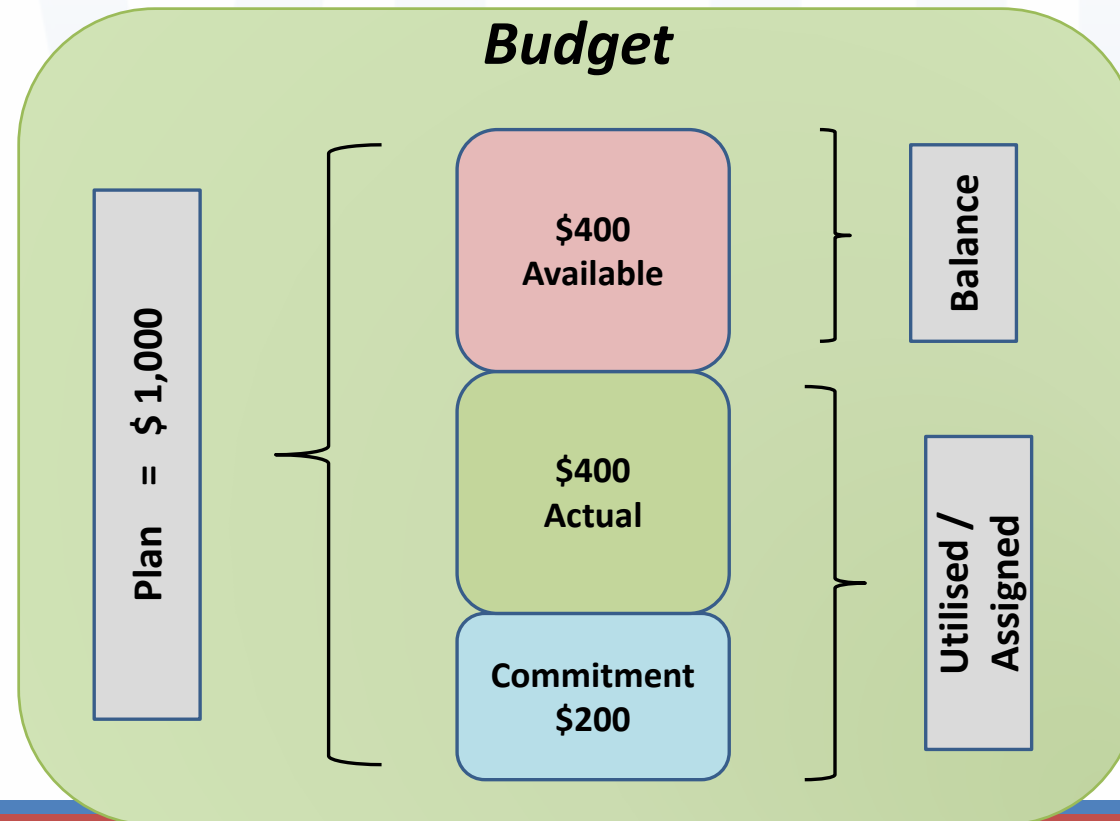 Budget
Plan = $ 1,000
$400
Available
$400
Actual
Commitment
$200
Balance
Utilised /
Assigned